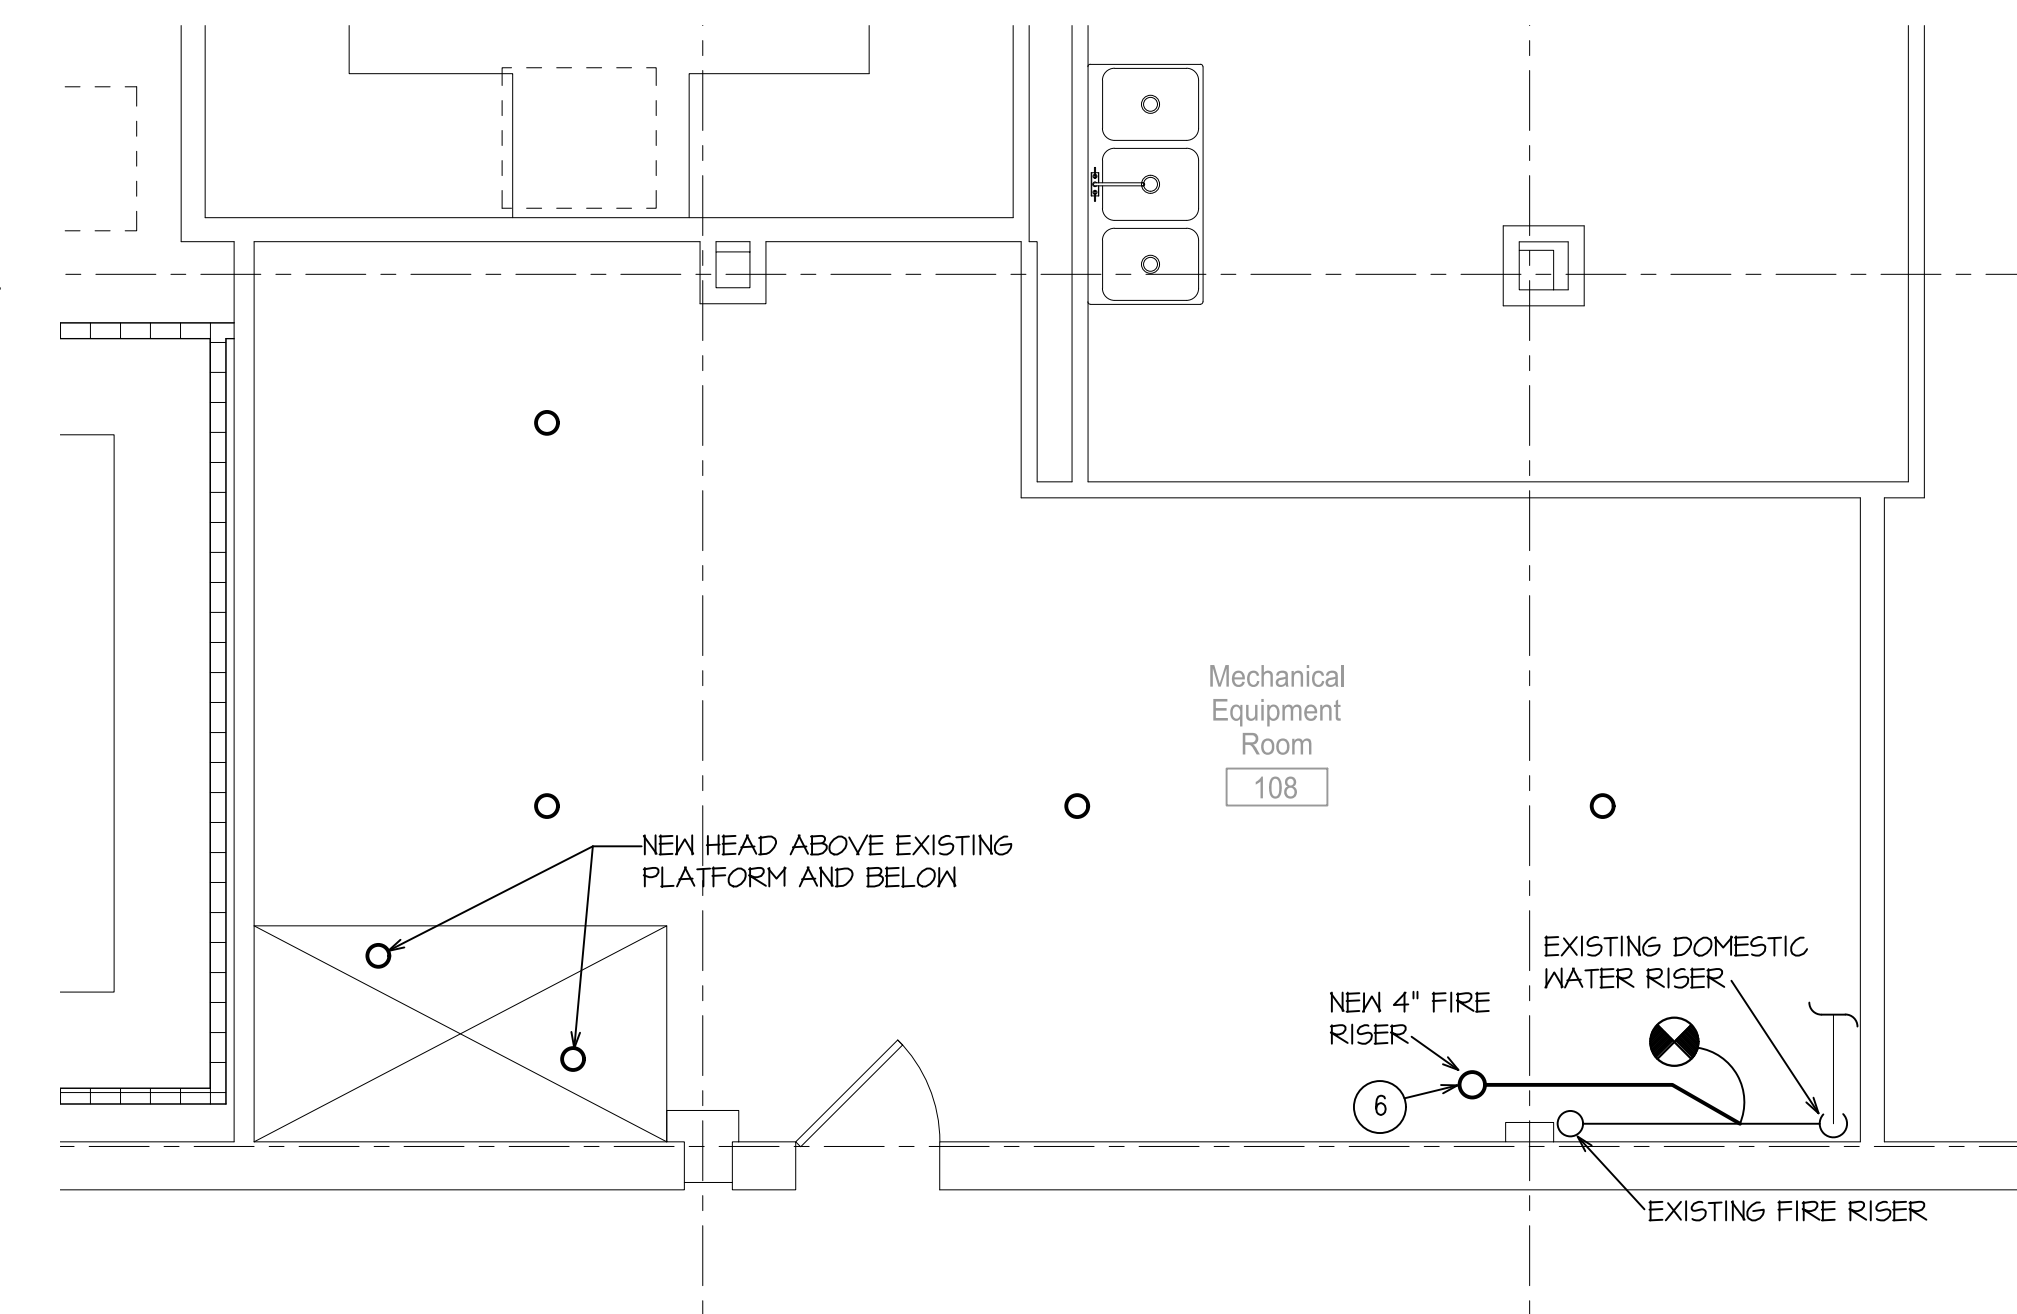 Mechanical
Equipment
Room
108
NEW HEAD ABOVE EXISTING
PLATFORM AND BELOW
EXISTING DOMESTIC
WATER RISER
NEW 4" FIRE
RISER
6
EXISTING FIRE RISER